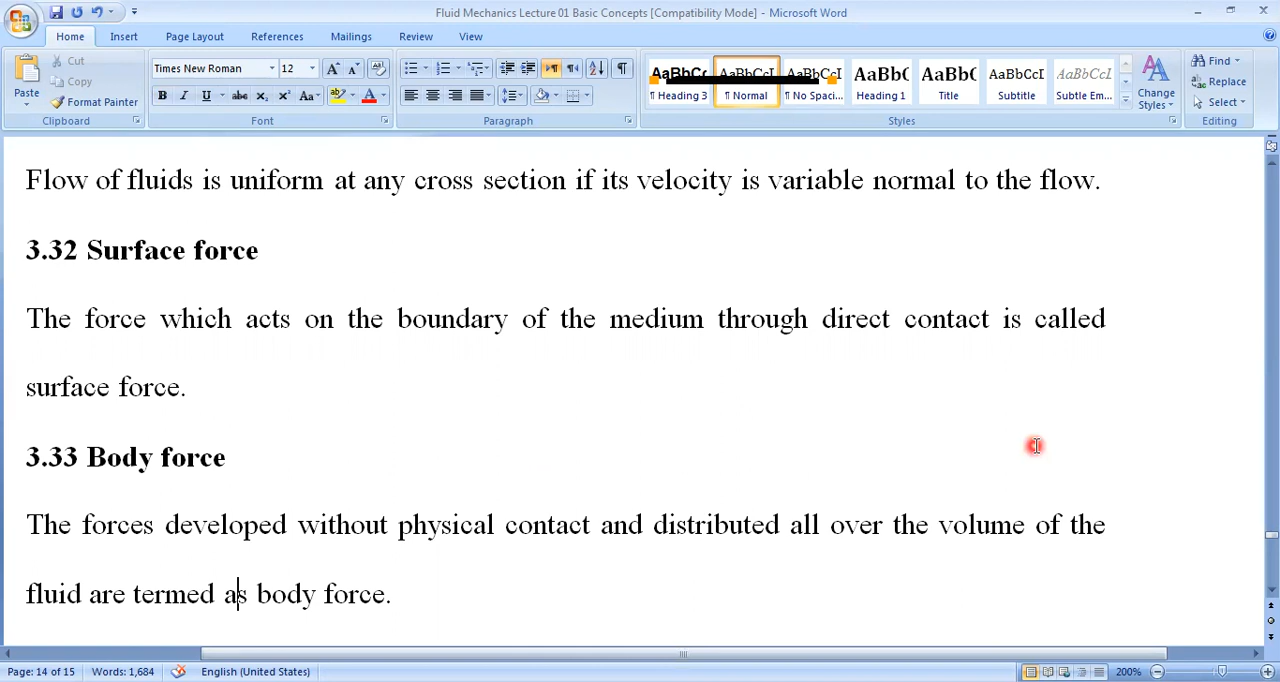 Fluid Mechanics Lecture 01 Basic Concepts [Compatibility Mode] - Microsoft Word
Home Insert Page Layout References Mailings Review View
Paste
Cut
Copy
Format Painter
Clipboard
Times New Roman 12
Font
Paragraph
AaBbCc AaBbCcI AaBbCcI AaBb( AaBb( AaBbCcI AaBbCcI
¶ Heading 3 ¶ Normal ¶ No Spaci... Heading 1 Title Subtitle Subtle Em...
Change Styles
Styles
Find
Replace
Select
Editing
Flow of fluids is uniform at any cross section if its velocity is variable normal to the flow.
3.32 Surface force
The force which acts on the boundary of the medium through direct contact is called
surface force.
3.33 Body force
The forces developed without physical contact and distributed all over the volume of the
fluid are termed as body force.
Page: 14 of 15 Words: 1,684 English (United States) 200%